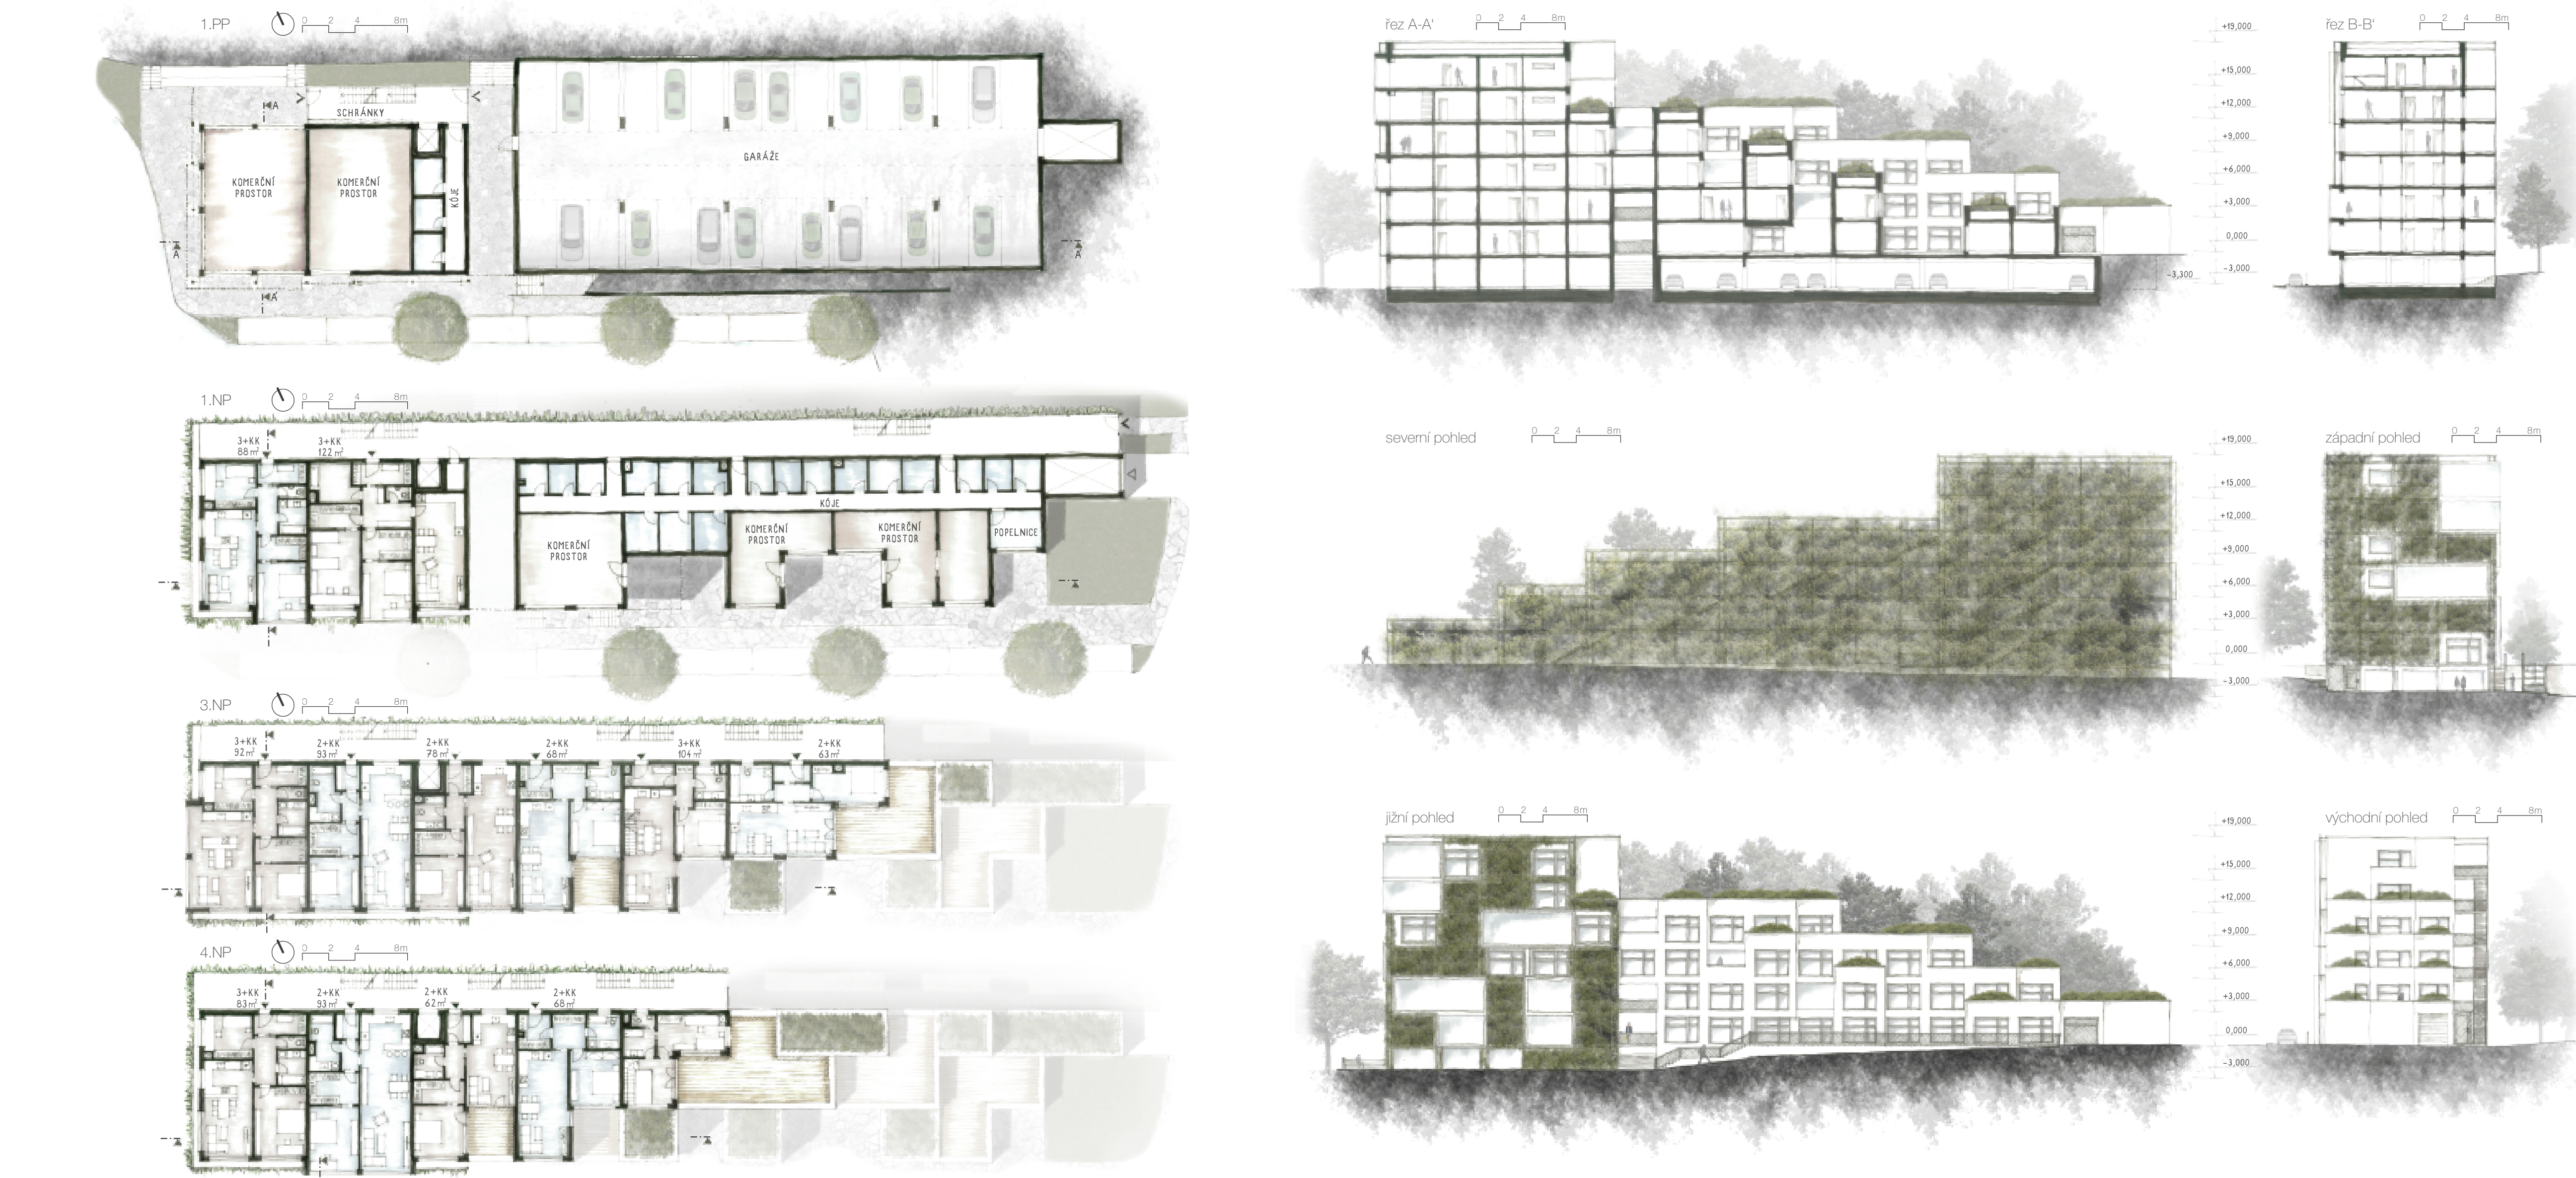 1.PP
0 2 4 8m
A
SCHRÁNKY
KOMERČNÍ
PROSTOR
KOMERČNÍ
PROSTOR
KÓJE
GARÁŽE
A
A'
A'
1.NP
0 2 4 8m
3+KK
88 m²
3+KK
122 m²
KÓJE
KOMERČNÍ
PROSTOR
KOMERČNÍ
PROSTOR
KOMERČNÍ
PROSTOR
POPELNICE
3.NP
0 2 4 8m
3+KK
92 m²
2+KK
93 m²
2+KK
78 m²
2+KK
68 m²
3+KK
104 m²
2+KK
63 m²
4.NP
0 2 4 8m
3+KK
83 m²
2+KK
93 m²
2+KK
62 m²
2+KK
68 m²
řez A-A'
0 2 4 8m
+19,000
+15,000
+12,000
+9,000
+6,000
+3,000
0,000
-3,000
-3,300
řez B-B'
0 2 4 8m
severní pohled
0 2 4 8m
+19,000
+15,000
+12,000
+9,000
+6,000
+3,000
0,000
-3,000
západní pohled
0 2 4 8m
jižní pohled
0 2 4 8m
+19,000
+15,000
+12,000
+9,000
+6,000
+3,000
0,000
-3,000
východní pohled
0 2 4 8m